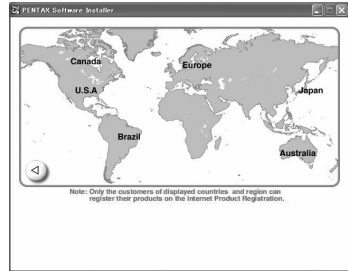 PENTAX Software Installer
Canada
Europe
U.S.A
Japan
Brazil
Australia
Note: Only the customers of displayed countries and region can
register their products on the Internet Product Registration.